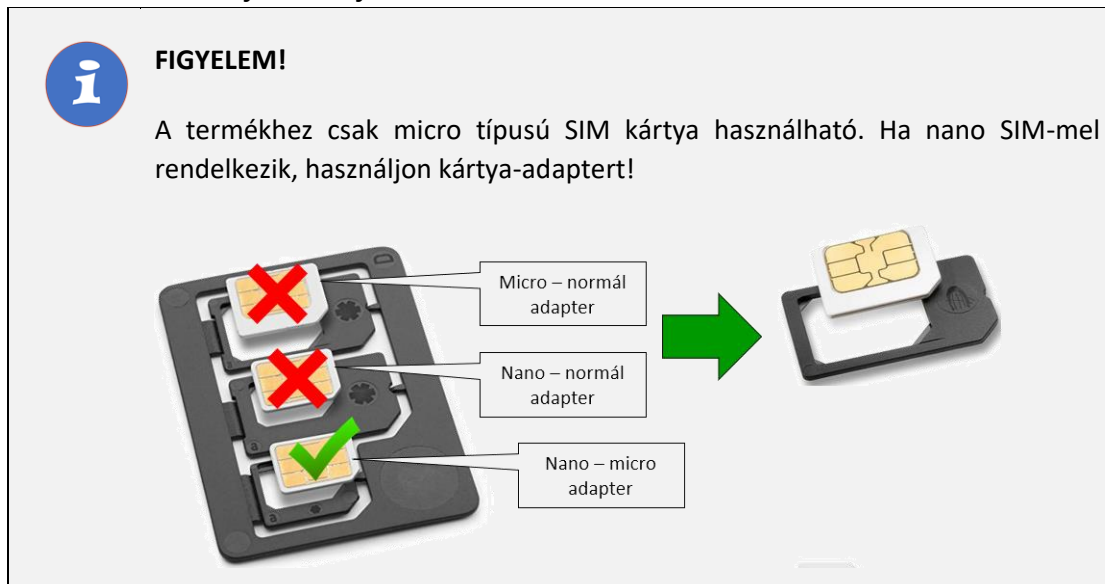 FIGYELEM!
A termékhez csak micro típusú SIM kártya használható. Ha nano SIM-mel
rendelkezik, használjon kártya-adaptert!
Micro – normál
adapter
Nano – normál
adapter
Nano – micro
adapter